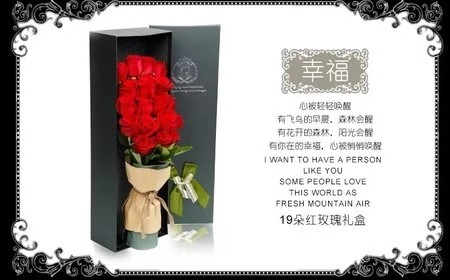 幸福
心被轻轻唤醒
有飞鸟的早晨，森林会醒
有花开的森林，阳光会醒
有你在的幸福，心被悄悄唤醒
I WANT TO HAVE A PERSON
LIKE YOU
SOME PEOPLE LOVE
THIS WORLD AS
FRESH MOUNTAIN AIR
19朵红玫瑰礼盒